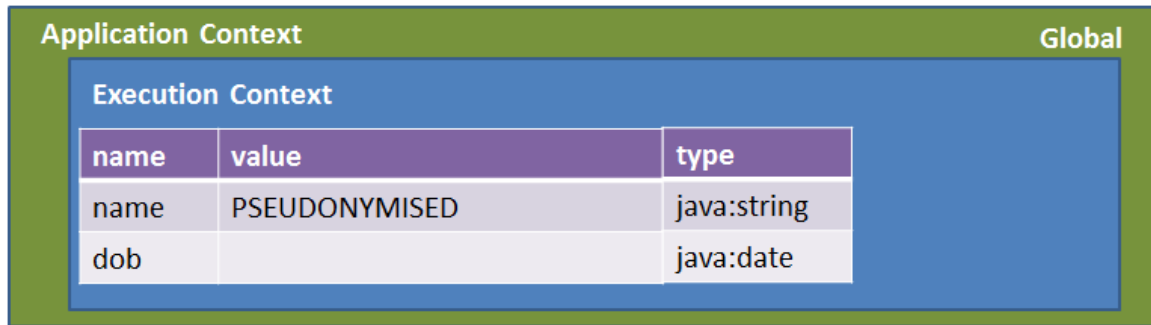 Application Context Global
Execution Context
name value type
name PSEUDONYMISED java:string
dob java:date